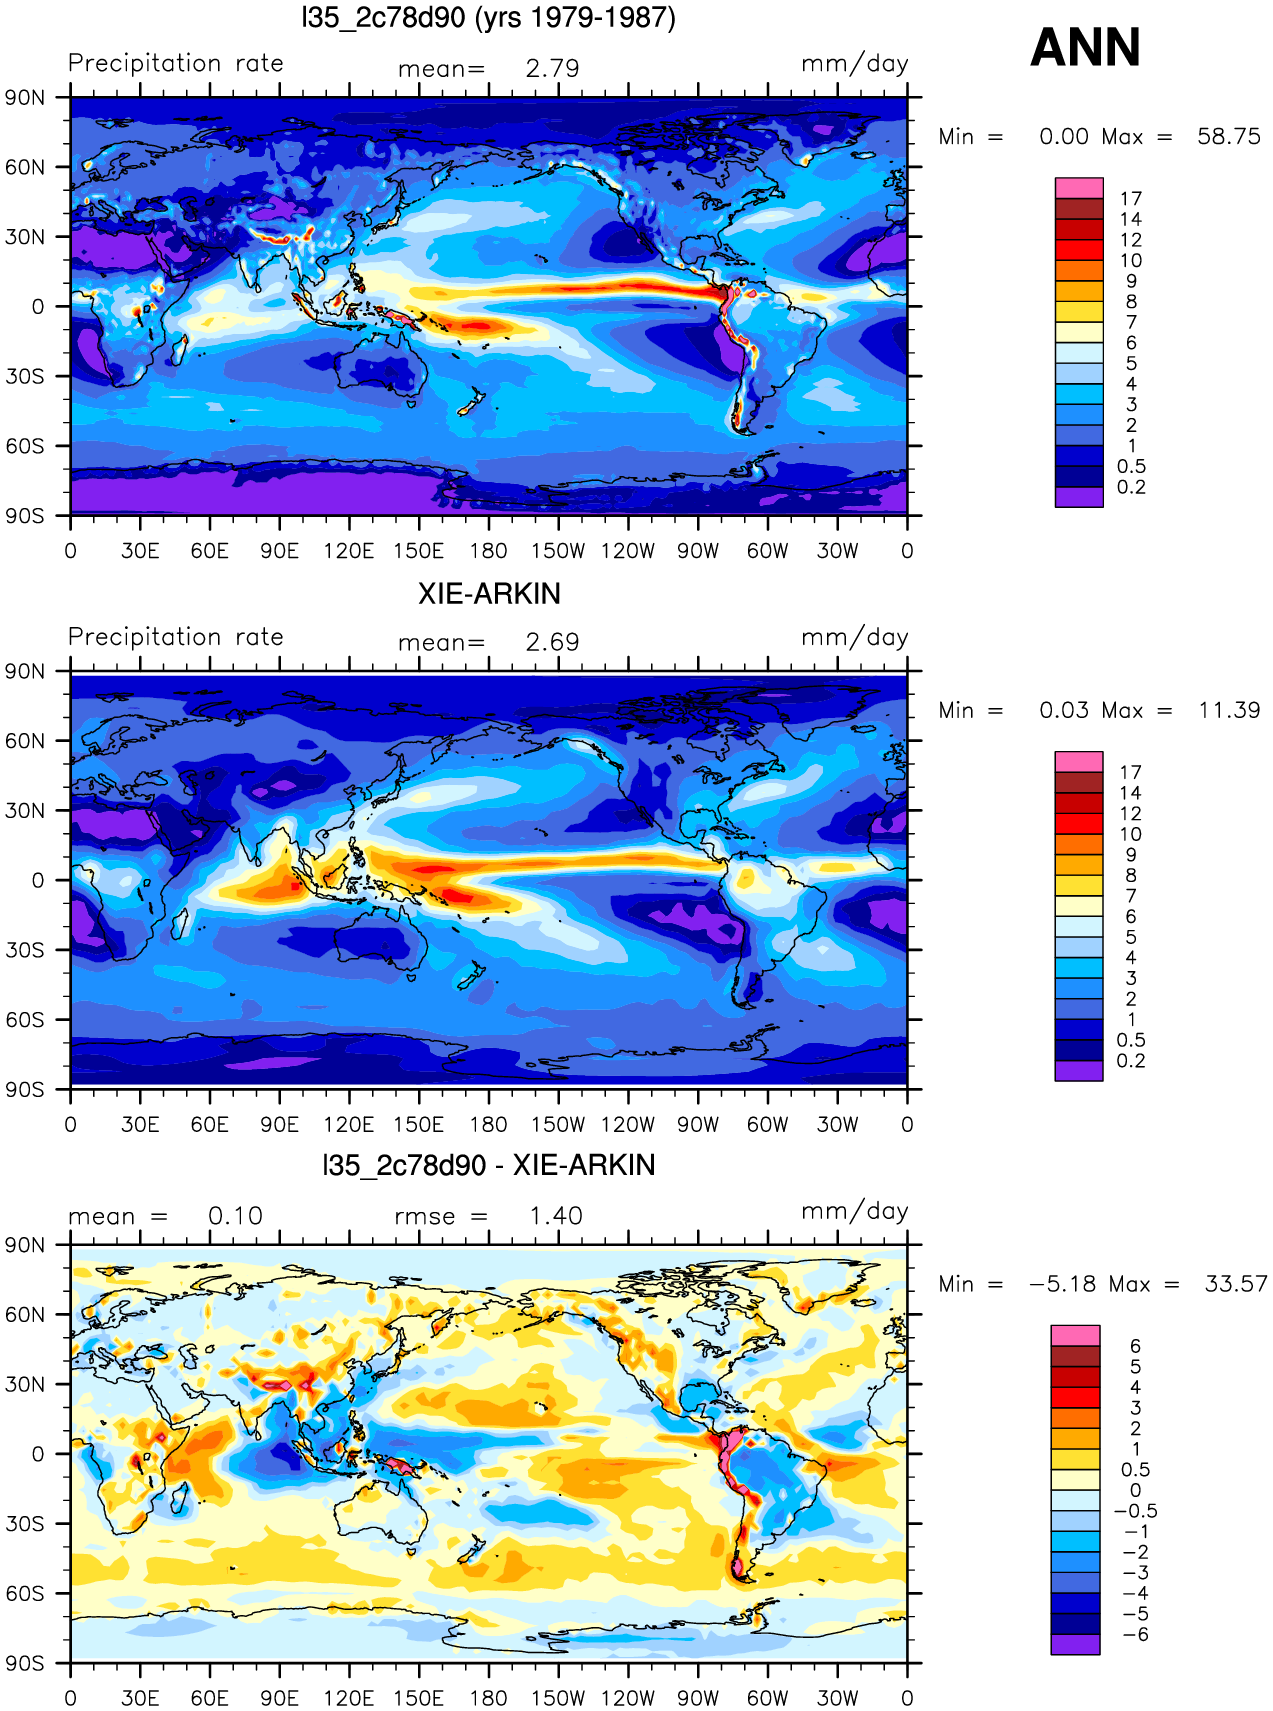 l35_2c78d90 (yrs 1979-1987)
ANN
Precipitation rate mean= 2.79 mm/day
Min = 0.00 Max = 58.75
90N
60N
30N
0
30S
60S
90S
0 30E 60E 90E 120E 150E 180 150W 120W 90W 60W 30W 0
17
14
12
10
9
8
7
6
5
4
3
2
1
0.5
0.2
XIE-ARKIN
Precipitation rate mean= 2.69 mm/day
Min = 0.03 Max = 11.39
90N
60N
30N
0
30S
60S
90S
0 30E 60E 90E 120E 150E 180 150W 120W 90W 60W 30W 0
17
14
12
10
9
8
7
6
5
4
3
2
1
0.5
0.2
l35_2c78d90 - XIE-ARKIN
mean = 0.10 rmse = 1.40 mm/day
Min = −5.18 Max = 33.57
90N
60N
30N
0
30S
60S
90S
0 30E 60E 90E 120E 150E 180 150W 120W 90W 60W 30W 0
6
5
4
3
2
1
0.5
0
−0.5
−1
−2
−3
−4
−5
−6